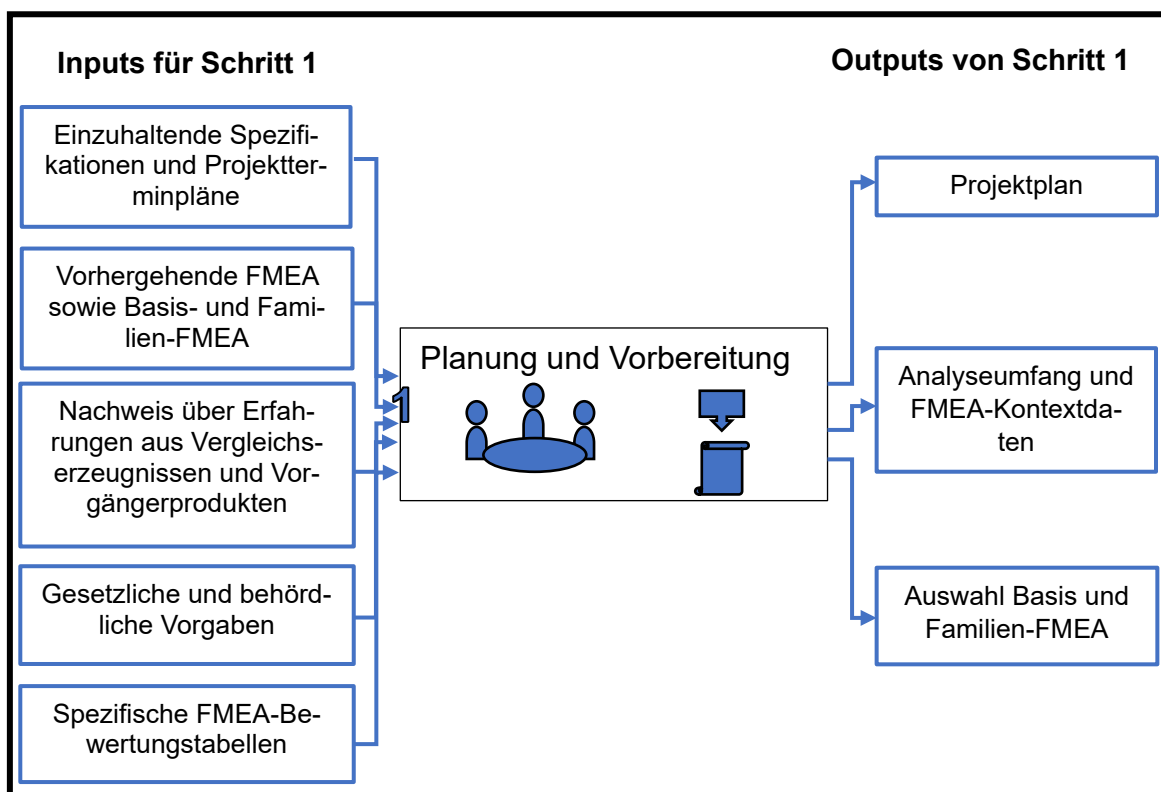 Inputs für Schritt 1
Outputs von Schritt 1
Einzuhaltende Spezifi-
kationen und Projektter-
minpläne
Vorhergehende FMEA
sowie Basis- und Fami-
lien-FMEA
Nachweis über Erfah-
rungen aus Vergleichs-
erzeugnissen und Vor-
gängerprodukten
Gesetzliche und behörd-
liche Vorgaben
Spezifische FMEA-Be-
wertungstabellen
Planung und Vorbereitung
1
Projektplan
Analyseumfang und
FMEA-Kontextda-
ten
Auswahl Basis und
Familien-FMEA